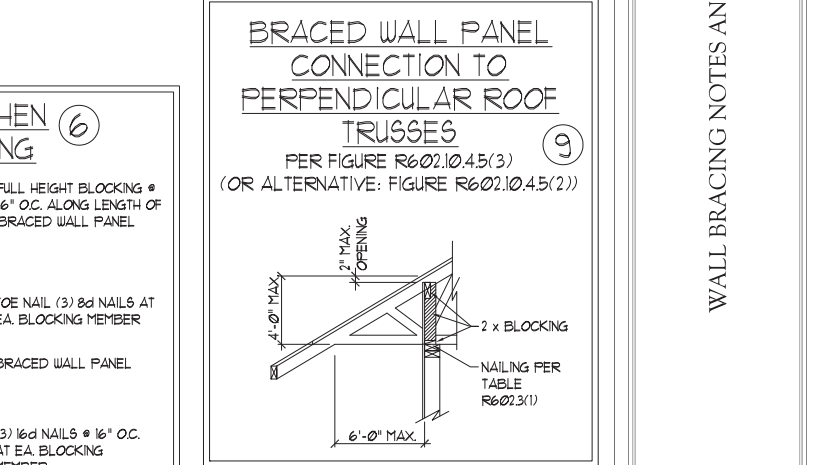 HEN
NG
6
FULL HEIGHT BLOCKING @
6" O.C. ALONG LENGTH OF
BRACED WALL PANEL
TOE NAIL (3) 8d NAILS AT
EA. BLOCKING MEMBER
BRACED WALL PANEL
3) 16d NAILS @ 16" O.C.
AT EA. BLOCKING
MEMBER
BRACED WALL PANEL
CONNECTION TO
PERPENDICULAR ROOF
TRUSSES
9
PER FIGURE R602.10.4.5(3)
(OR ALTERNATIVE: FIGURE R602.10.4.5(2))
2" MAX.
OPENING
4'-0" MAX.
2 x BLOCKING
NAILING PER
TABLE
R602.3(1)
6'-0" MAX.
WALL BRACING NOTES AN